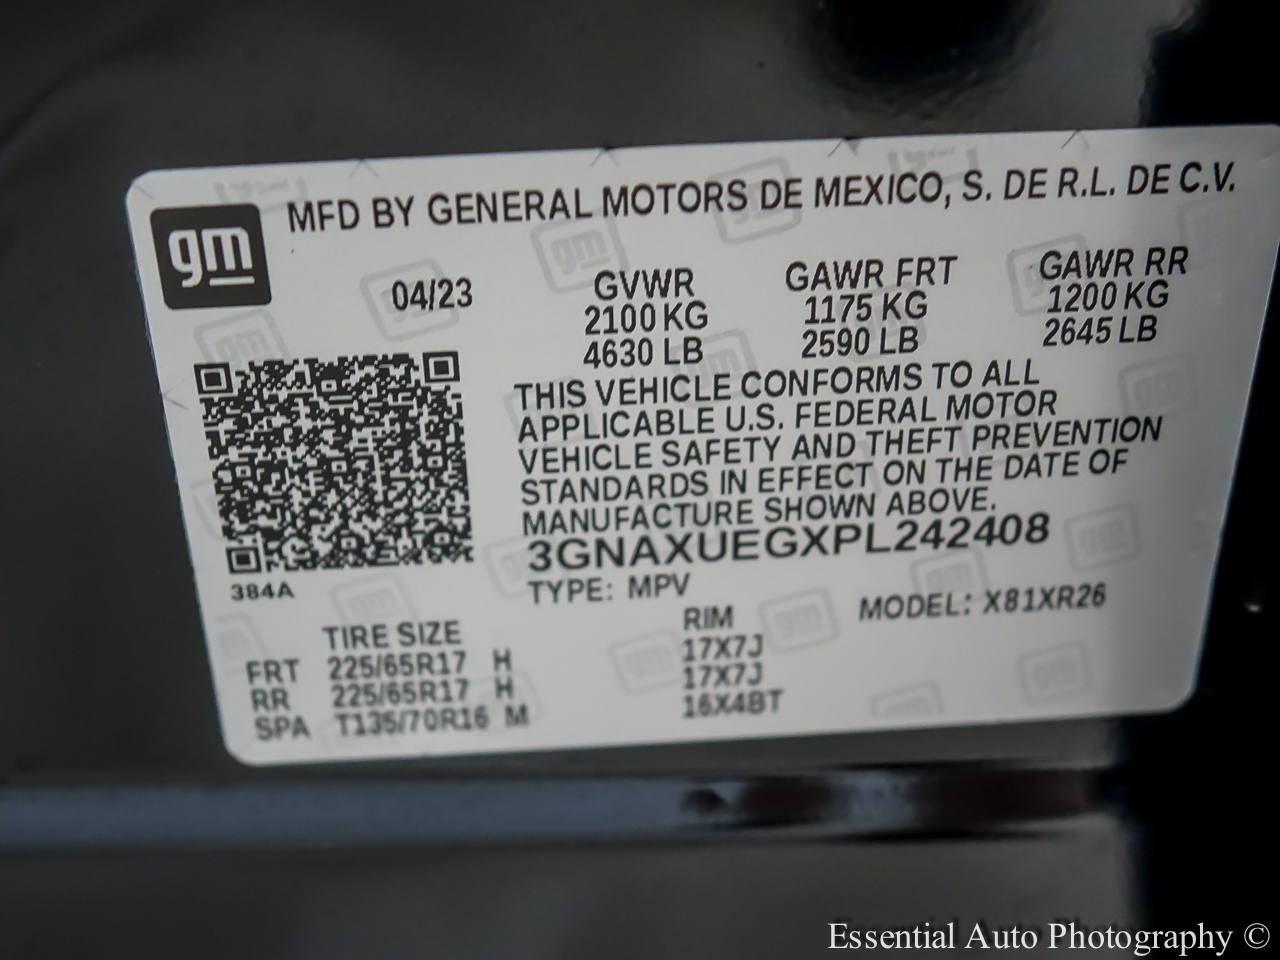 MFD BY GENERAL MOTORS DE MEXICO, S. DE R.L. DE C.V.
gm
04/23
GVWR GAWR FRT GAWR RR
2100 KG 1175 KG 1200 KG
4630 LB 2590 LB 2645 LB
THIS VEHICLE CONFORMS TO ALL
APPLICABLE U.S. FEDERAL MOTOR
VEHICLE SAFETY AND THEFT PREVENTION
STANDARDS IN EFFECT ON THE DATE OF
MANUFACTURE SHOWN ABOVE.
3GNAXUEGXPL242408
384A
TYPE: MPV MODEL: X81XR26
TIRE SIZE RIM
FRT 225/65R17 H 17X7J
RR 225/65R17 H 17X7J
SPA T135/70R16 M 16X4BT
Essential Auto Photography ©